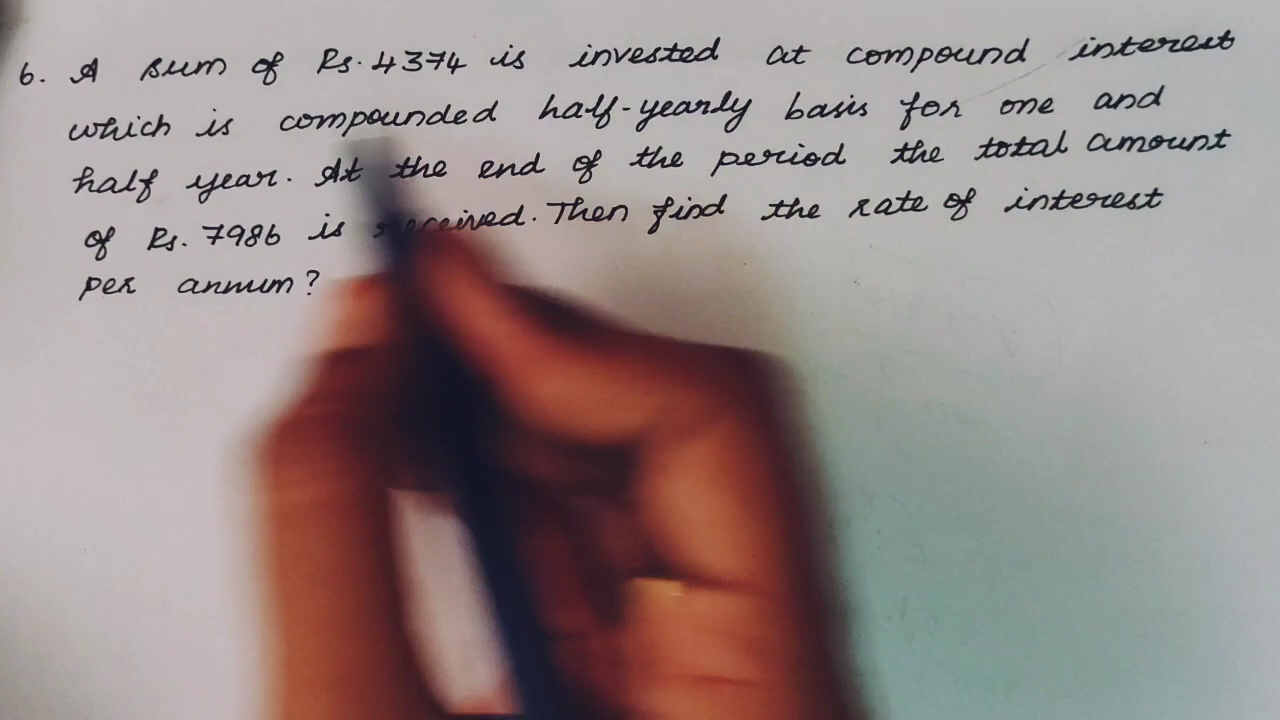 6. A sum of Rs. 4374 is invested at compound interest
which is compounded half-yearly basis for one and
half year. At the end of the period the total amount
of Rs. 7986 is received. Then find the rate of interest
per annum?